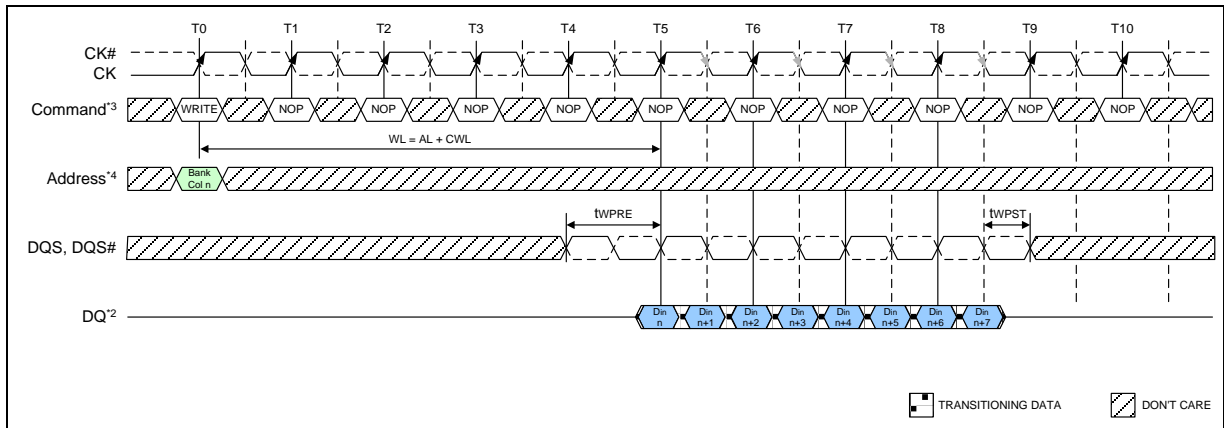 T0 T1 T2 T3 T4 T5 T6 T7 T8 T9 T10
CK#
CK
Command*3 WRITE NOP NOP NOP NOP NOP NOP NOP NOP NOP NOP
WL = AL + CWL
Address*4 Bank
Col n
tWPRE tWPST
DQS, DQS#
DQ*2 Din Din Din Din Din Din Din Din
n n+1 n+2 n+3 n+4 n+5 n+6 n+7
TRANSITIONING DATA DON'T CARE